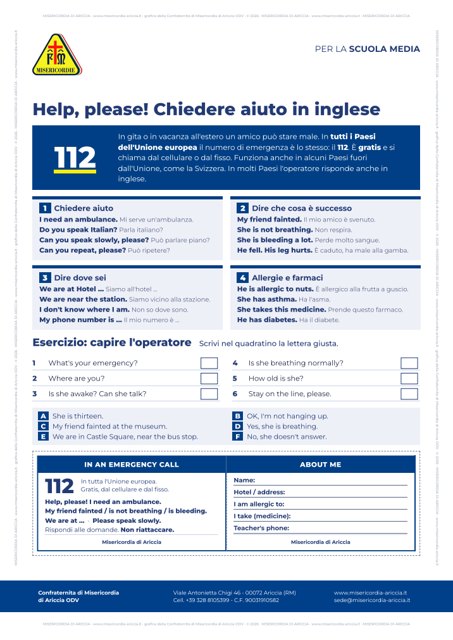 MISERICORDIE
PER LA SCUOLA MEDIA
Help, please! Chiedere aiuto in inglese
112
In gita o in vacanza all'estero un amico può stare male. In tutti i Paesi
dell'Unione europea il numero di emergenza è lo stesso: il 112. È gratis e si
chiama dal cellulare o dal fisso. Funziona anche in alcuni Paesi fuori
dall'Unione, come la Svizzera. In molti Paesi l'operatore risponde anche in
inglese.
1 Chiedere aiuto
I need an ambulance. Mi serve un'ambulanza.
Do you speak Italian? Parla italiano?
Can you speak slowly, please? Può parlare piano?
Can you repeat, please? Può ripetere?
2 Dire che cosa è successo
My friend fainted. Il mio amico è svenuto.
She is not breathing. Non respira.
She is bleeding a lot. Perde molto sangue.
He fell. His leg hurts. È caduto, ha male alla gamba.
3 Dire dove sei
We are at Hotel ... Siamo all'hotel ...
We are near the station. Siamo vicino alla stazione.
I don't know where I am. Non so dove sono.
My phone number is ... Il mio numero è ...
4 Allergie e farmaci
He is allergic to nuts. È allergico alla frutta a guscio.
She has asthma. Ha l'asma.
She takes this medicine. Prende questo farmaco.
He has diabetes. Ha il diabete.
Esercizio: capire l'operatore Scrivi nel quadratino la lettera giusta.
1 What's your emergency?
2 Where are you?
3 Is she awake? Can she talk?
4 Is she breathing normally?
5 How old is she?
6 Stay on the line, please.
A She is thirteen.
B OK, I'm not hanging up.
C My friend fainted at the museum.
D Yes, she is breathing.
E We are in Castle Square, near the bus stop.
F No, she doesn't answer.
IN AN EMERGENCY CALL
112
In tutta l'Unione europea.
Gratis, dal cellulare e dal fisso.
Help, please! I need an ambulance.
My friend fainted / is not breathing / is bleeding.
We are at ... Please speak slowly.
Rispondi alle domande. Non riattaccare.
Misericordia di Ariccia
ABOUT ME
Name:
Hotel / address:
I am allergic to:
I take (medicine):
Teacher's phone:
Misericordia di Ariccia
Confraternita di Misericordia
di Ariccia ODV
Viale Antonietta Chigi 46 - 00072 Ariccia (RM)
Cell. +39 328 8105399 - C.F. 90031910582
www.misericordia-ariccia.it
sede@misericordia-ariccia.it